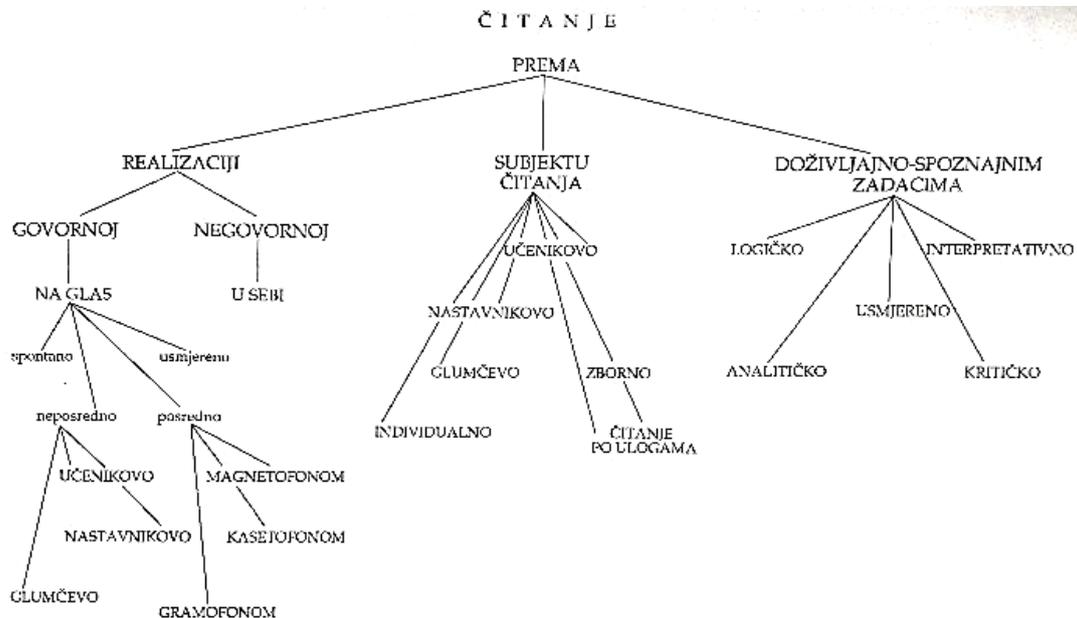 ČITANJE
PREMA
REALIZACIJI
SUBJEKTU
ČITANJA
DOŽIVLJAJNO-SPOZNAJNIM
ZADACIMA
GOVORNOJ
NEGOVORNOJ
NA GLAS
U SEBI
spontano
usmjereno
neposredno
posredno
UČENIKOVO
MAGNETOFONOM
NASTAVNIKOVO
KASETOFONOM
GLUMČEVO
GRAMOFONOM
UČENIKOVO
NASTAVNIKOVO
GLUMČEVO
ZBORNO
INDIVIDUALNO
ČITANJE
PO ULOGAMA
LOGIČKO
INTERPRETATIVNO
USMJERENO
ANALITIČKO
KRITIČKO